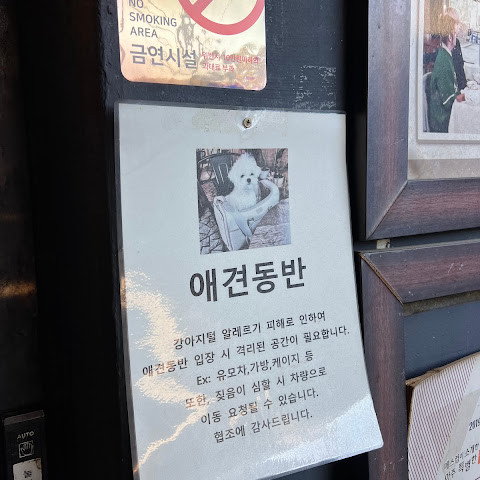 NO
SMOKING
AREA
금연시설
애견동반
강아지털 알레르기 피해로 인하여
애견동반 입장 시 격리된 공간이 필요합니다.
Ex: 유모차,가방,케이지 등
또한, 짖음이 심할 시 차량으로
이동 요청될 수 있습니다.
협조에 감사드립니다.
AUTO